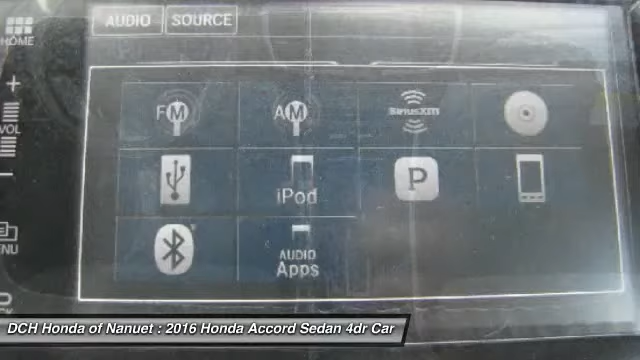 AUDIO SOURCE
HOME
FM AM SIRIUSXM
VOL
iPod P
AUDIO
Apps
DCH Honda of Nanuet : 2016 Honda Accord Sedan 4dr Car